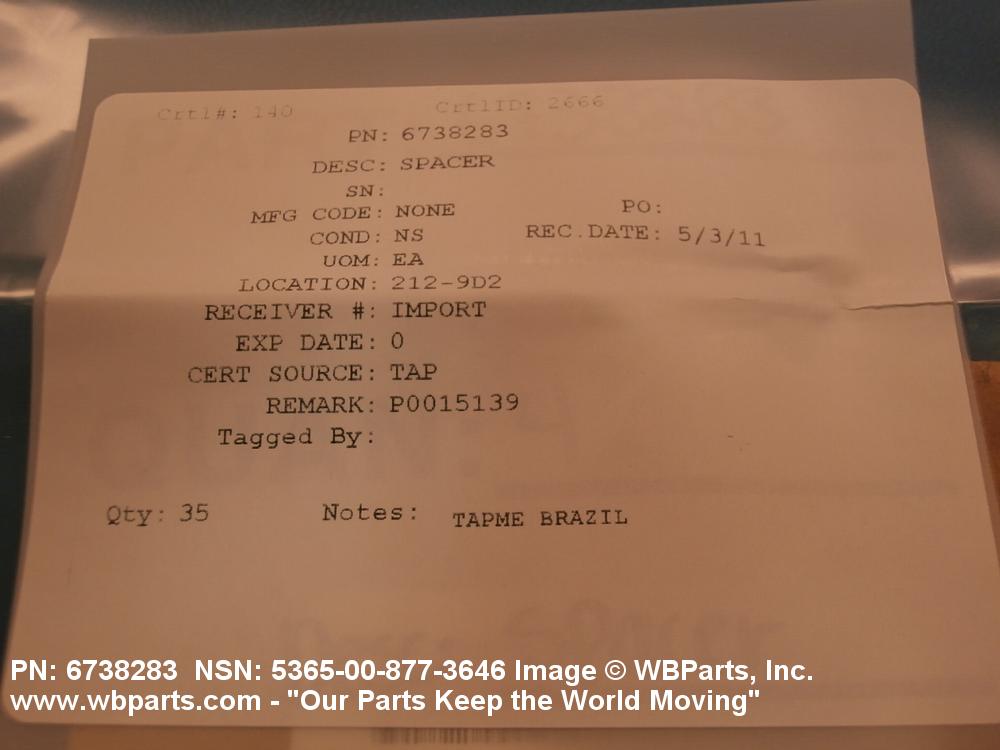 Crtl#: 140 CrtlID: 2666
PN: 6738283
DESC: SPACER
SN:
MFG CODE: NONE PO:
COND: NS REC.DATE: 5/3/11
UOM: EA
LOCATION: 212-9D2
RECEIVER #: IMPORT
EXP DATE: 0
CERT SOURCE: TAP
REMARK: P0015139
Tagged By:
Qty: 35 Notes: TAPME BRAZIL
PN: 6738283 NSN: 5365-00-877-3646 Image © WBParts, Inc.
www.wbparts.com - "Our Parts Keep the World Moving"